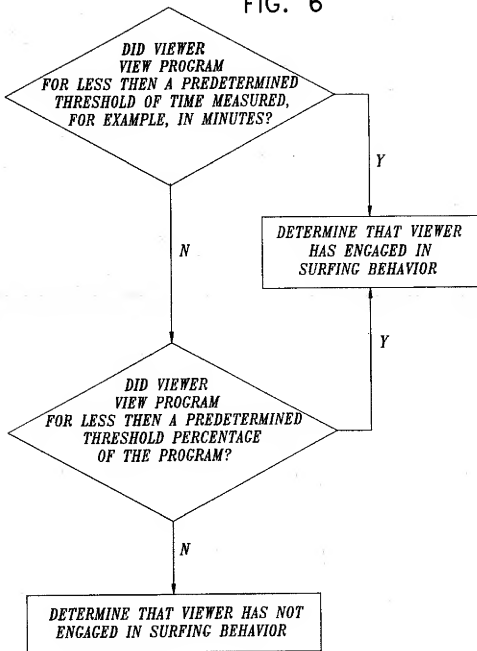 FIG. 6
DID VIEWER
VIEW PROGRAM
FOR LESS THEN A PREDETERMINED
THRESHOLD OF TIME MEASURED,
FOR EXAMPLE, IN MINUTES?
Y
DETERMINE THAT VIEWER
HAS ENGAGED IN
SURFING BEHAVIOR
N
Y
DID VIEWER
VIEW PROGRAM
FOR LESS THEN A PREDETERMINED
THRESHOLD PERCENTAGE
OF THE PROGRAM?
N
DETERMINE THAT VIEWER HAS NOT
ENGAGED IN SURFING BEHAVIOR